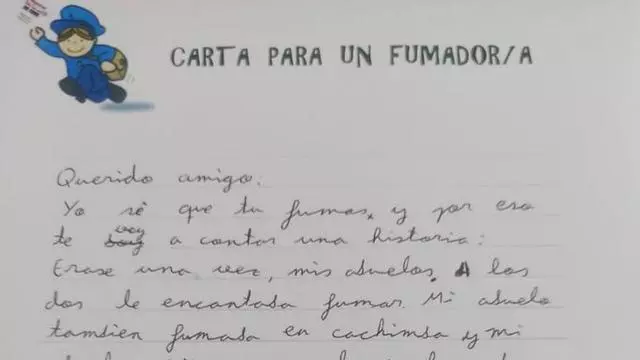 CARTA PARA UN FUMADOR/A
Querido amigo:
Yo sé que tu fumas, y por eso
te voy a contar una historia:
Erase una vez, mis abuelos. A los
dos le encantaba fumar. Mi abuelo
tambien fumaba en cachimba y mi